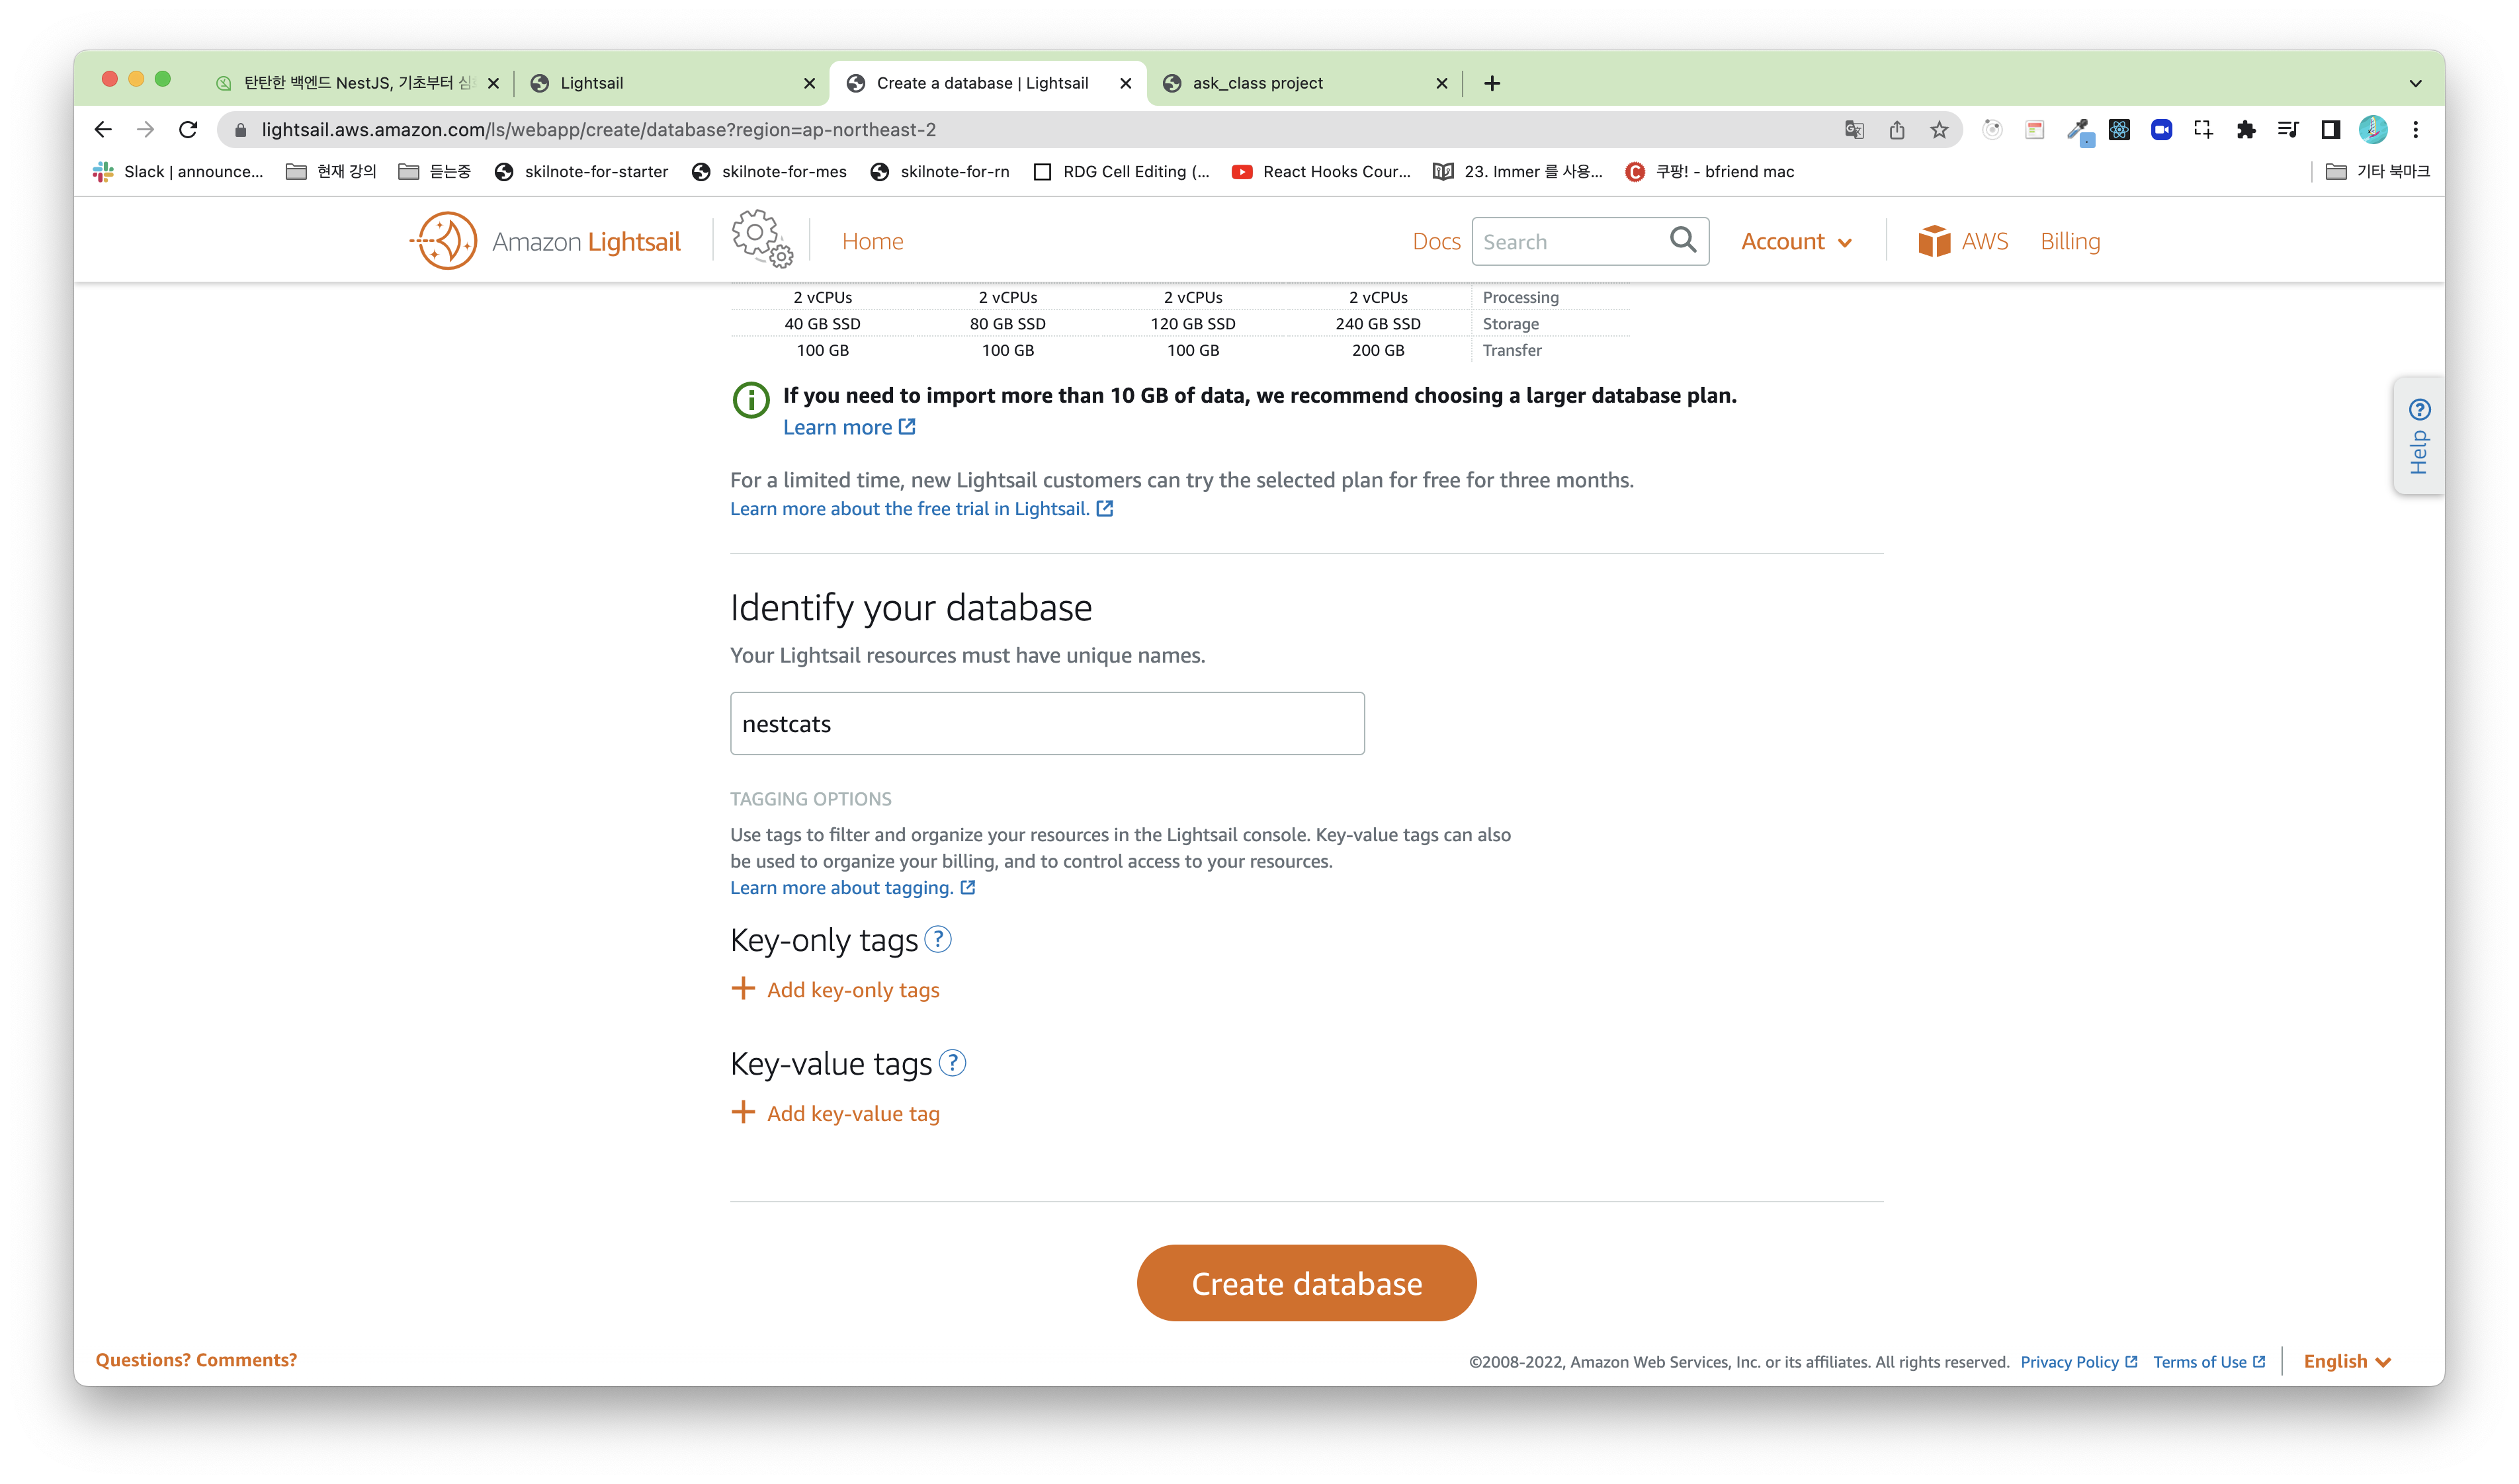 탄탄한 백엔드 NestJS, 기초부터 심
Lightsail
Create a database | Lightsail
ask_class project
lightsail.aws.amazon.com/ls/webapp/create/database?region=ap-northeast-2
Slack | announce...
현재 강의
듣는중
skilnote-for-starter
skilnote-for-mes
skilnote-for-rn
RDG Cell Editing (...
React Hooks Cour...
23. Immer 를 사용...
쿠팡! - bfriend mac
기타 북마크
Amazon Lightsail
Home
Docs
Search
Account
AWS
Billing
2 vCPUs 2 vCPUs 2 vCPUs 2 vCPUs Processing
40 GB SSD 80 GB SSD 120 GB SSD 240 GB SSD Storage
100 GB 100 GB 100 GB 200 GB Transfer
If you need to import more than 10 GB of data, we recommend choosing a larger database plan.
Learn more
Help
For a limited time, new Lightsail customers can try the selected plan for free for three months.
Learn more about the free trial in Lightsail.
Identify your database
Your Lightsail resources must have unique names.
nestcats
TAGGING OPTIONS
Use tags to filter and organize your resources in the Lightsail console. Key-value tags can also
be used to organize your billing, and to control access to your resources.
Learn more about tagging.
Key-only tags
Add key-only tags
Key-value tags
Add key-value tag
Create database
Questions? Comments?
©2008-2022, Amazon Web Services, Inc. or its affiliates. All rights reserved.
Privacy Policy
Terms of Use
English